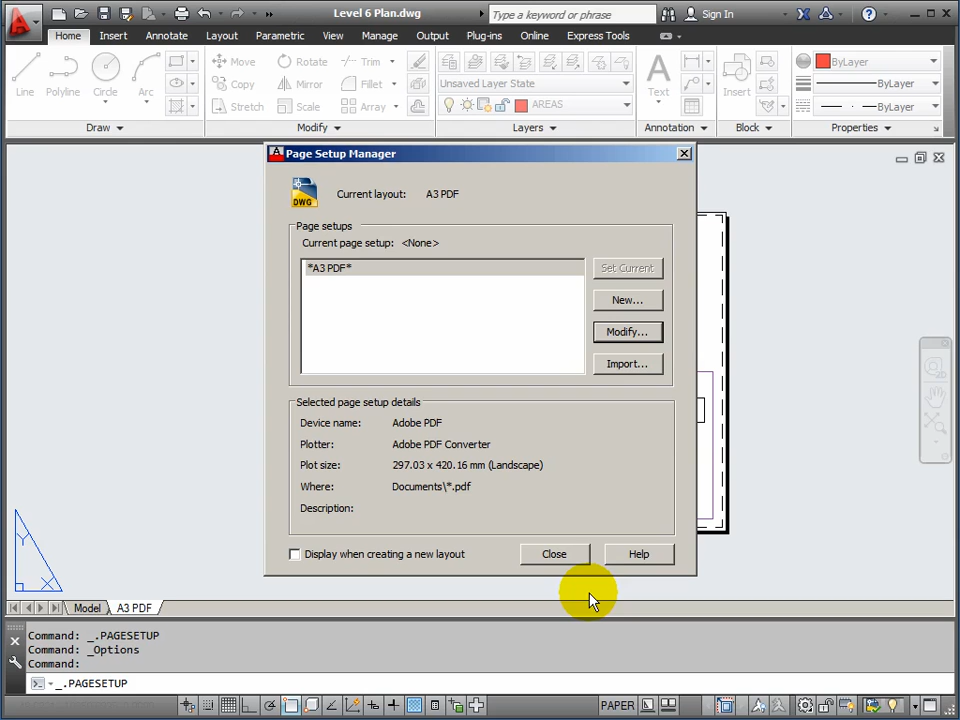 Level 6 Plan.dwg
Type a keyword or phrase
Sign In
Home Insert Annotate Layout Parametric View Manage Output Plug-ins Online Express Tools
Line
Polyline
Circle
Arc
Draw
Move Rotate Trim
Copy Mirror Fillet
Stretch Scale Array
Modify
Unsaved Layer State
AREAS
Layers
Text
Annotation
Insert
Block
ByLayer
ByLayer
ByLayer
Properties
Page Setup Manager
DWG
Current layout: A3 PDF
Page setups
Current page setup: <None>
*A3 PDF*
Set Current
New...
Modify...
Import...
Selected page setup details
Device name: Adobe PDF
Plotter: Adobe PDF Converter
Plot size: 297.03 x 420.16 mm (Landscape)
Where: Documents\*.pdf
Description:
Display when creating a new layout
Close
Help
Y
X
Model A3 PDF
Command: _.PAGESETUP
Command: _Options
Command:
_.PAGESETUP
PAPER